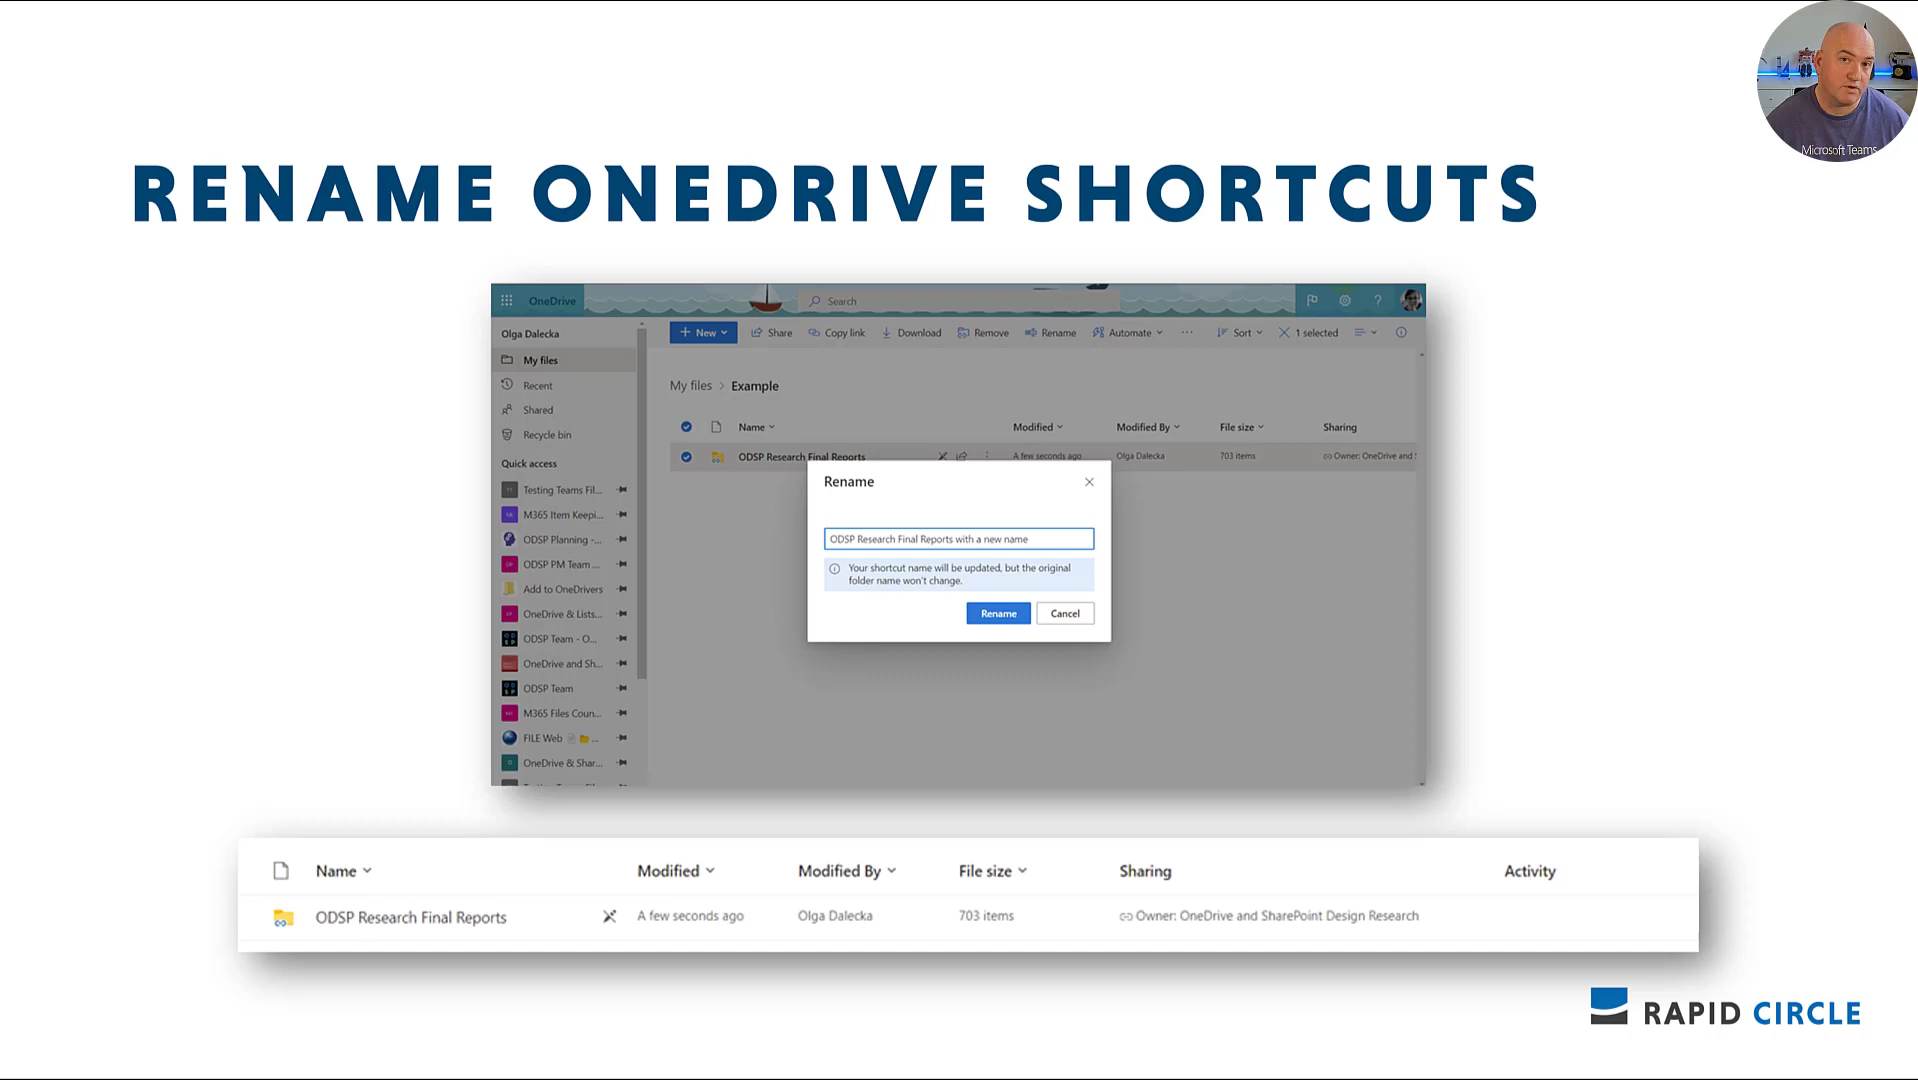 Microsoft Teams
RENAME ONEDRIVE SHORTCUTS
OneDrive
Search
?
Olga Dalecka
My files
Recent
Shared
Recycle bin
Quick access
Testing Teams Fil...
M365 Item Keepi...
ODSP Planning -...
ODSP PM Team ...
Add to OneDrivers
OneDrive & Lists...
ODSP Team - O...
OneDrive and Sh...
ODSP Team
M365 Files Coun...
FILE Web ...
OneDrive & Shar...
+ New Share Copy link Download Remove Rename Automate ... Sort 1 selected
My files > Example
Name Modified Modified By File size Sharing
ODSP Research Final Reports A few seconds ago Olga Dalecka 703 items Owner: OneDrive and
Rename
ODSP Research Final Reports with a new name
Your shortcut name will be updated, but the original
folder name won't change.
Rename Cancel
Name Modified Modified By File size Sharing Activity
ODSP Research Final Reports A few seconds ago Olga Dalecka 703 items Owner: OneDrive and SharePoint Design Research
RAPID CIRCLE